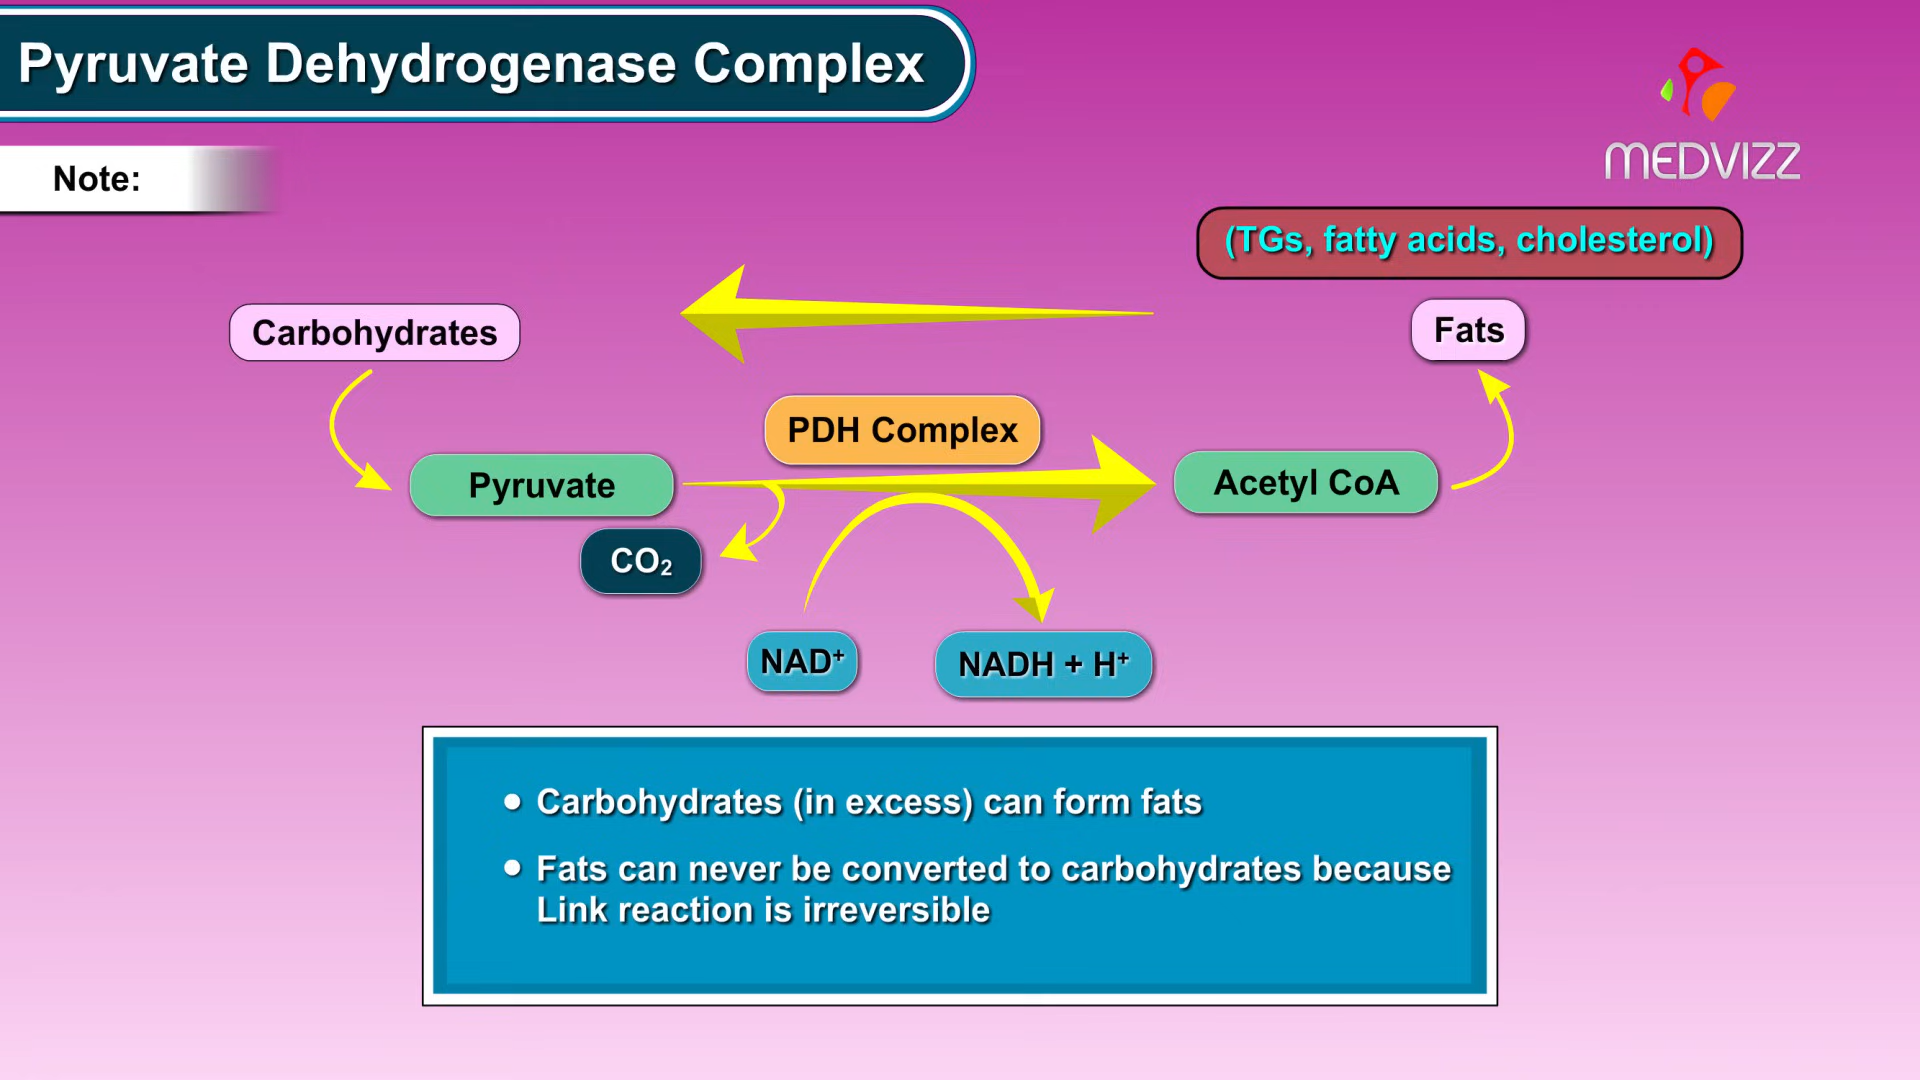 Pyruvate Dehydrogenase Complex
MEDVIZZ
Note:
(TGs, fatty acids, cholesterol)
Carbohydrates
Fats
PDH Complex
Pyruvate
Acetyl CoA
CO₂
NAD⁺
NADH + H⁺
• Carbohydrates (in excess) can form fats
• Fats can never be converted to carbohydrates because
Link reaction is irreversible